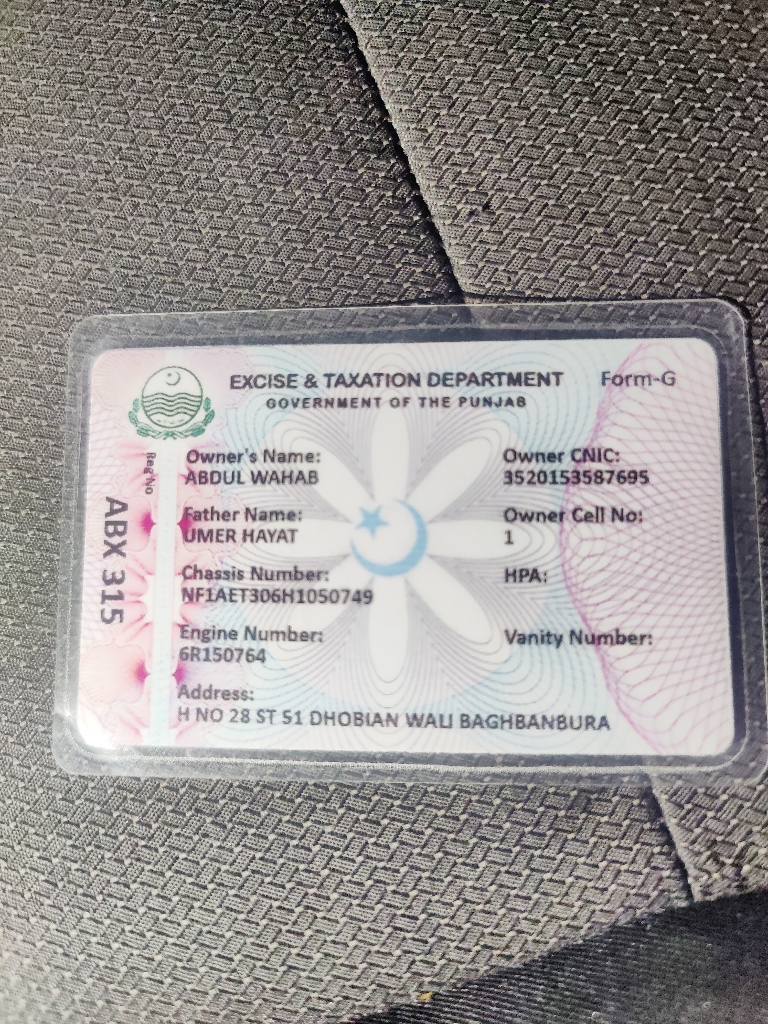 EXCISE & TAXATION DEPARTMENT Form-G
GOVERNMENT OF THE PUNJAB
Reg No
ABX 315
Owner's Name:
ABDUL WAHAB
Owner CNIC:
3520153587695
Father Name:
UMER HAYAT
Owner Cell No:
1
Chassis Number:
NF1AET306H1050749
HPA:
Engine Number:
6R150764
Vanity Number:
Address:
H NO 28 ST 51 DHOBIAN WALI BAGHBANBURA